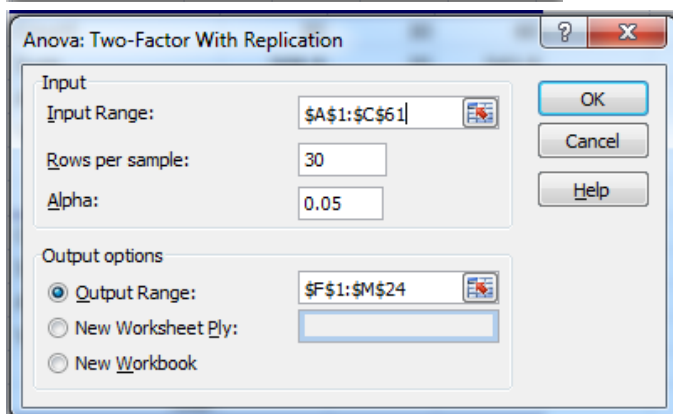 Anova: Two-Factor With Replication
Input
Input Range: $A$1:$C$61
Rows per sample: 30
Alpha: 0.05
OK
Cancel
Help
Output options
Output Range: $F$1:$M$24
New Worksheet Ply:
New Workbook